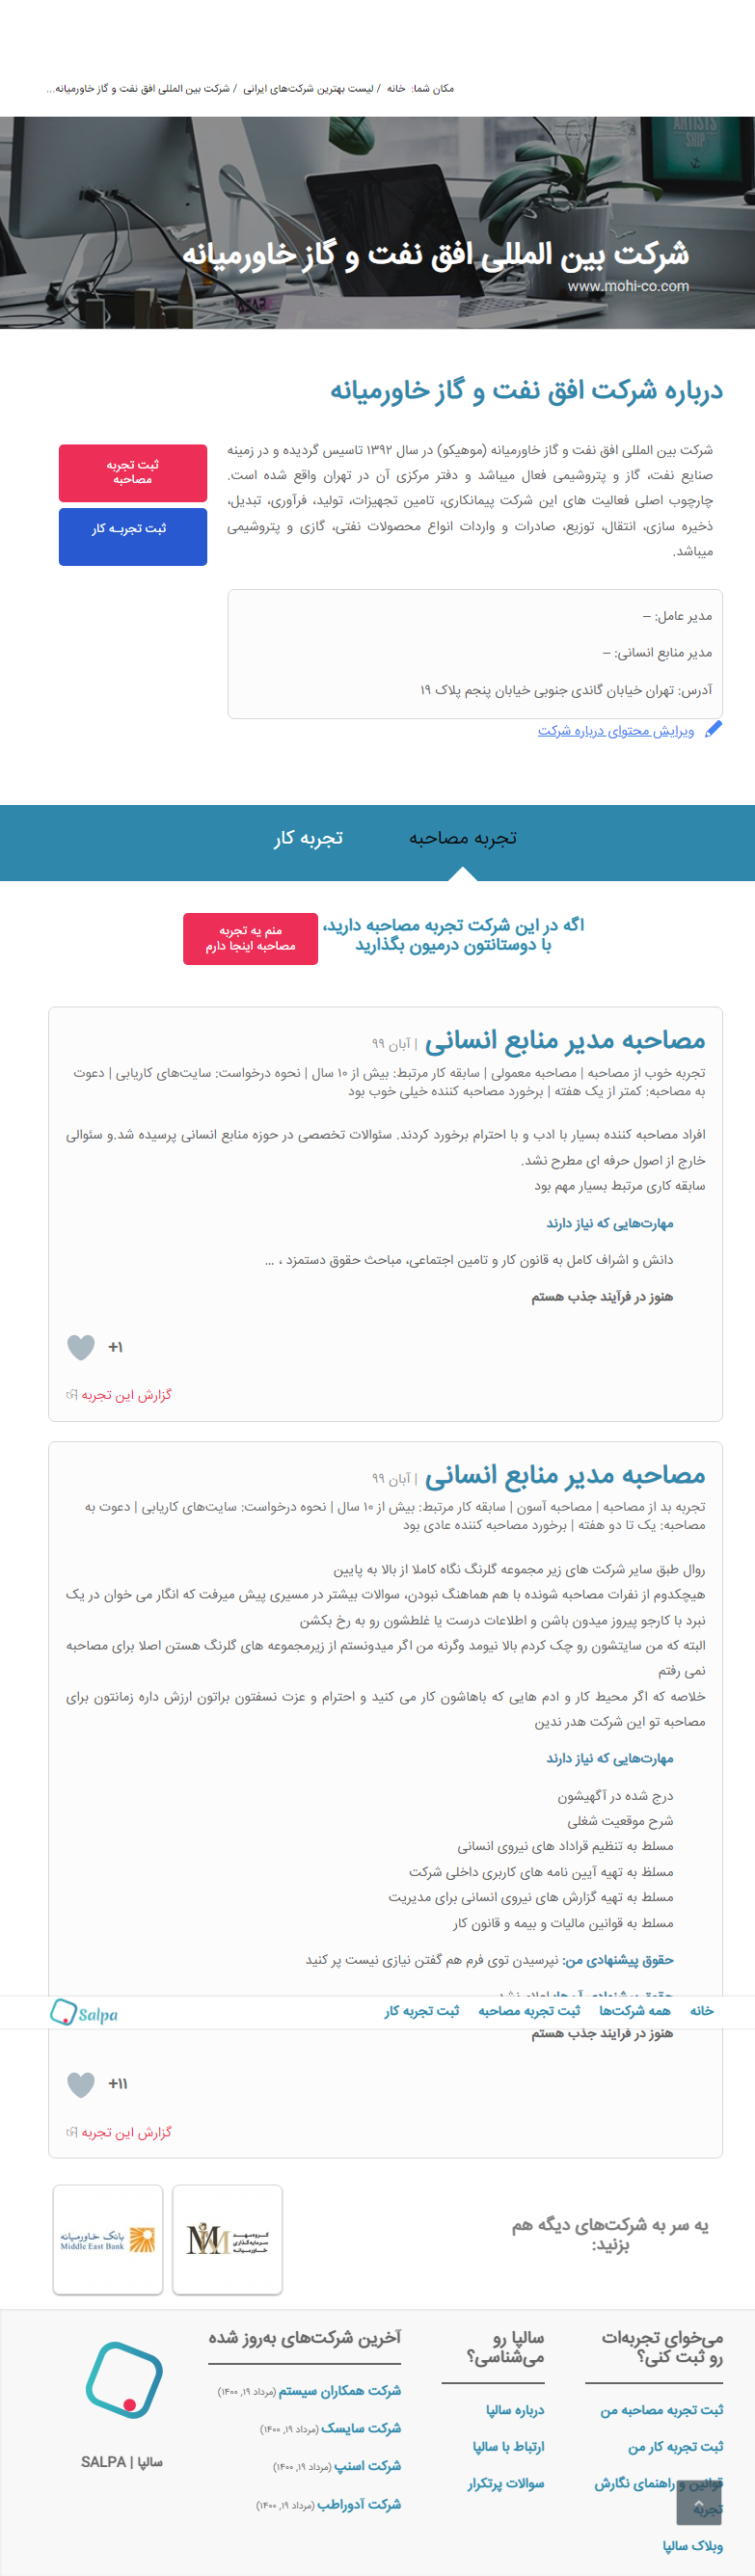 مکان شما: خانه / لیست بهترین شرکت‌های ایرانی / شرکت بین المللی افق نفت و گاز خاورمیانه...
ARTISTS
SHIP
شرکت بین المللی افق نفت و گاز خاورمیانه
www.mohi-co.com
درباره شرکت افق نفت و گاز خاورمیانه
شرکت بین المللی افق نفت و گاز خاورمیانه (موهیکو) در سال ۱۳۹۲ تاسیس گردیده و در زمینه
صنایع نفت، گاز و پتروشیمی فعال میباشد و دفتر مرکزی آن در تهران واقع شده است.
چارچوب اصلی فعالیت های این شرکت پیمانکاری، تامین تجهیزات، تولید، فرآوری، تبدیل،
ذخیره سازی، انتقال، توزیع، صادرات و واردات انواع محصولات نفتی، گازی و پتروشیمی
میباشد.
ثبت تجربه
مصاحبه
ثبت تجربـه کار
مدیر عامل: –
مدیر منابع انسانی: –
آدرس: تهران خیابان گاندی جنوبی خیابان پنجم پلاک ۱۹
ویرایش محتوای درباره شرکت
تجربه مصاحبه
تجربه کار
اگه در این شرکت تجربه مصاحبه دارید،
با دوستانتون درمیون بگذارید
منم یه تجربه
مصاحبه اینجا دارم
مصاحبه مدیر منابع انسانی | آبان ۹۹
تجربه خوب از مصاحبه | مصاحبه معمولی | سابقه کار مرتبط: بیش از ۱۰ سال | نحوه درخواست: سایت‌های کاریابی | دعوت
به مصاحبه: کمتر از یک هفته | برخورد مصاحبه کننده خیلی خوب بود
افراد مصاحبه کننده بسیار با ادب و با احترام برخورد کردند. سئوالات تخصصی در حوزه منابع انسانی پرسیده شد.و سئوالی
خارج از اصول حرفه ای مطرح نشد.
سابقه کاری مرتبط بسیار مهم بود
مهارت‌هایی که نیاز دارند
دانش و اشراف کامل به قانون کار و تامین اجتماعی، مباحث حقوق دستمزد ، ...
هنوز در فرآیند جذب هستم
+۱
گزارش این تجربه
مصاحبه مدیر منابع انسانی | آبان ۹۹
تجربه بد از مصاحبه | مصاحبه آسون | سابقه کار مرتبط: بیش از ۱۰ سال | نحوه درخواست: سایت‌های کاریابی | دعوت به
مصاحبه: یک تا دو هفته | برخورد مصاحبه کننده عادی بود
روال طبق سایر شرکت های زیر مجموعه گلرنگ نگاه کاملا از بالا به پایین
هیچکدوم از نفرات مصاحبه شونده با هم هماهنگ نبودن، سوالات بیشتر در مسیری پیش میرفت که انگار می خوان در یک
نبرد با کارجو پیروز میدون باشن و اطلاعات درست یا غلطشون رو به رخ بکشن
البته که من سایتشون رو چک کردم بالا نیومد وگرنه من اگر میدونستم از زیرمجموعه های گلرنگ هستن اصلا برای مصاحبه
نمی رفتم
خلاصه که اگر محیط کار و ادم هایی که باهاشون کار می کنید و احترام و عزت نفستون براتون ارزش داره زمانتون برای
مصاحبه تو این شرکت هدر ندین
مهارت‌هایی که نیاز دارند
درج شده در آگهیشون
شرح موقعیت شغلی
مسلط به تنظیم قراداد های نیروی انسانی
مسلظ به تهیه آیین نامه های کاربری داخلی شرکت
مسلط به تهیه گزارش های نیروی انسانی برای مدیریت
مسلط به قوانین مالیات و بیمه و قانون کار
حقوق پیشنهادی من: نپرسیدن توی فرم هم گفتن نیازی نیست پر کنید
خانه همه شرکت‌ها ثبت تجربه مصاحبه ثبت تجربه کار
Salpa
هنوز در فرآیند جذب هستم
+۱۱
گزارش این تجربه
یه سر به شرکت‌های دیگه هم
بزنید:
گروه سهند
سرمایه‌گذاری
خاورمیانه
بانک خاورمیانه
Middle East Bank
می‌خوای تجربه‌ات
رو ثبت کنی؟
ثبت تجربه مصاحبه من
ثبت تجربه کار من
قوانین و راهنمای نگارش
تجربه
وبلاک سالپا
سالپا رو
می‌شناسی؟
درباره سالپا
ارتباط با سالپا
سوالات پرتکرار
آخرین شرکت‌های به‌روز شده
شرکت همکاران سیستم (مرداد ۱۹, ۱۴۰۰)
شرکت سایسک (مرداد ۱۹, ۱۴۰۰)
شرکت اسنپ (مرداد ۱۹, ۱۴۰۰)
شرکت آدوراطب (مرداد ۱۹, ۱۴۰۰)
سالپا | SALPA